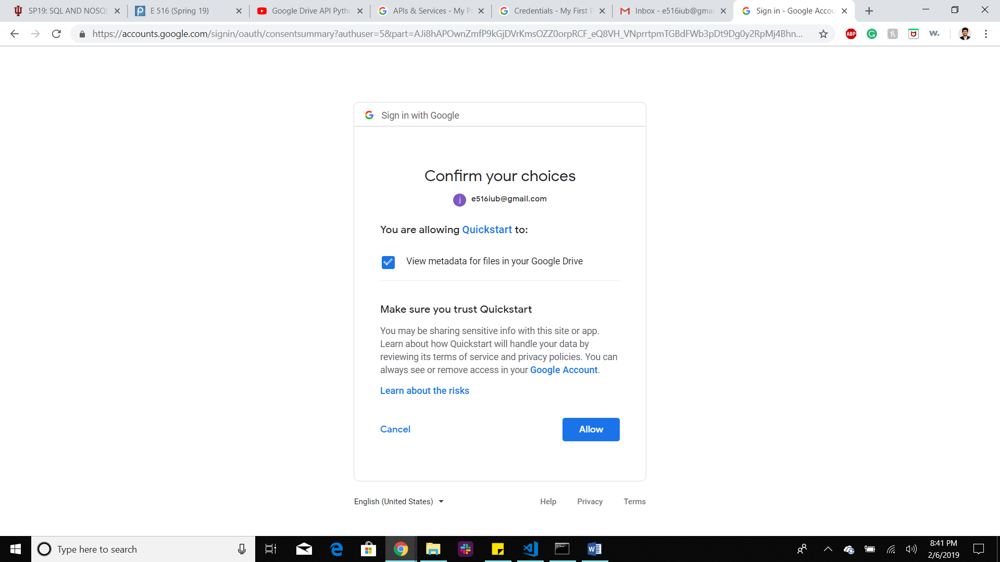 SP19: SQL AND NOSQL
E 516 (Spring 19)
Google Drive API Pytho
APIs & Services - My P
Credentials - My First P
Inbox - e516iub@gmai
Sign in - Google Accou
https://accounts.google.com/signin/oauth/consentsummary?authuser=5&part=AJi8hAPOwnZmfP9kGjDVrKmsOZZ0orpRCF_eQ8VH_VNprrtpmTGBdFWb3pDt9Dg0y2RpMj4Bhn...
ABP
w.
Sign in with Google
Confirm your choices
j e516iub@gmail.com
You are allowing Quickstart to:
View metadata for files in your Google Drive
Make sure you trust Quickstart
You may be sharing sensitive info with this site or app.
Learn about how Quickstart will handle your data by
reviewing its terms of service and privacy policies. You can
always see or remove access in your Google Account.
Learn about the risks
Cancel
Allow
English (United States)
Help
Privacy
Terms
Type here to search
8:41 PM
2/6/2019